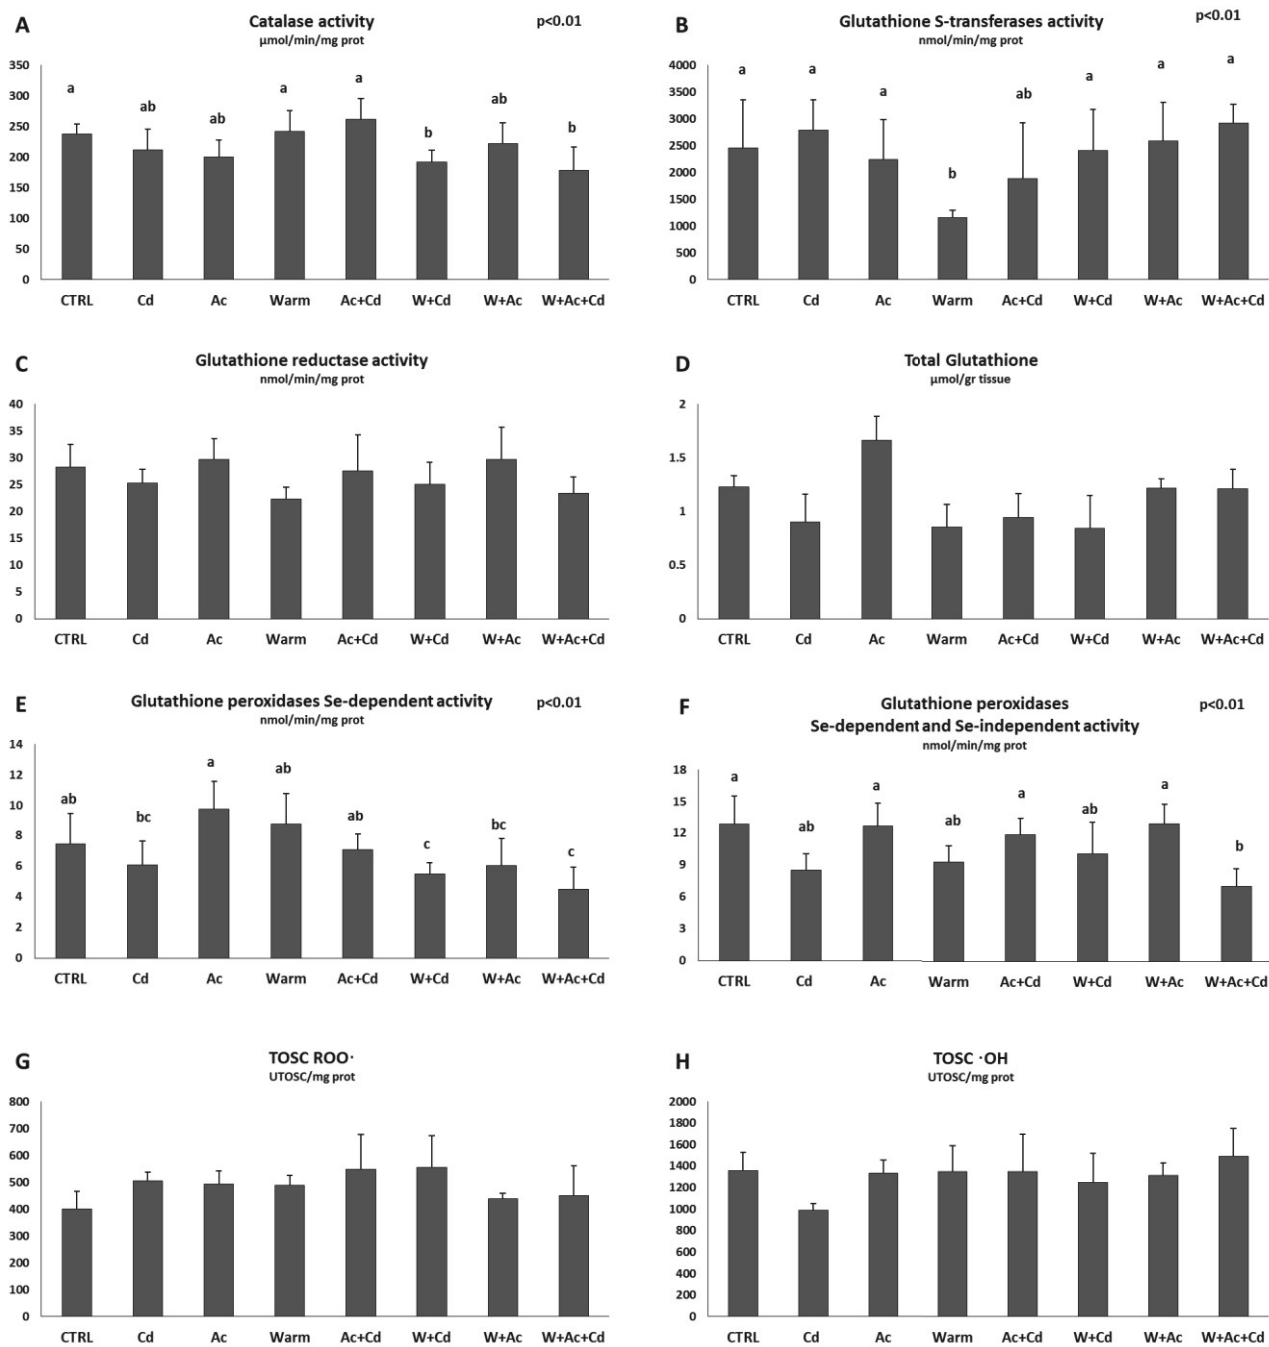 A
Catalase activity
p<0.01
µmol/min/mg prot
350
300
250
200
150
100
50
0
a
ab
ab
a
a
b
ab
b
CTRL Cd Ac Warm Ac+Cd W+Cd W+Ac W+Ac+Cd
B
Glutathione S-transferases activity
p<0.01
nmol/min/mg prot
4000
3500
3000
2500
2000
1500
1000
500
0
a
a
a
b
ab
a
a
a
CTRL Cd Ac Warm Ac+Cd W+Cd W+Ac W+Ac+Cd
C
Glutathione reductase activity
nmol/min/mg prot
40
35
30
25
20
15
10
5
0
CTRL Cd Ac Warm Ac+Cd W+Cd W+Ac W+Ac+Cd
D
Total Glutathione
µmol/gr tissue
2
1.5
1
0.5
0
CTRL Cd Ac Warm Ac+Cd W+Cd W+Ac W+Ac+Cd
E
Glutathione peroxidases Se-dependent activity
p<0.01
nmol/min/mg prot
14
12
10
8
6
4
2
0
ab
bc
a
ab
ab
c
bc
c
CTRL Cd Ac Warm Ac+Cd W+Cd W+Ac W+Ac+Cd
F
Glutathione peroxidases
p<0.01
Se-dependent and Se-independent activity
nmol/min/mg prot
18
15
12
9
6
3
0
a
ab
a
ab
a
ab
a
b
CTRL Cd Ac Warm Ac+Cd W+Cd W+Ac W+Ac+Cd
G
TOSC ROO·
UTOSC/mg prot
800
700
600
500
400
300
200
100
0
CTRL Cd Ac Warm Ac+Cd W+Cd W+Ac W+Ac+Cd
H
TOSC ·OH
UTOSC/mg prot
2000
1800
1600
1400
1200
1000
800
600
400
200
0
CTRL Cd Ac Warm Ac+Cd W+Cd W+Ac W+Ac+Cd